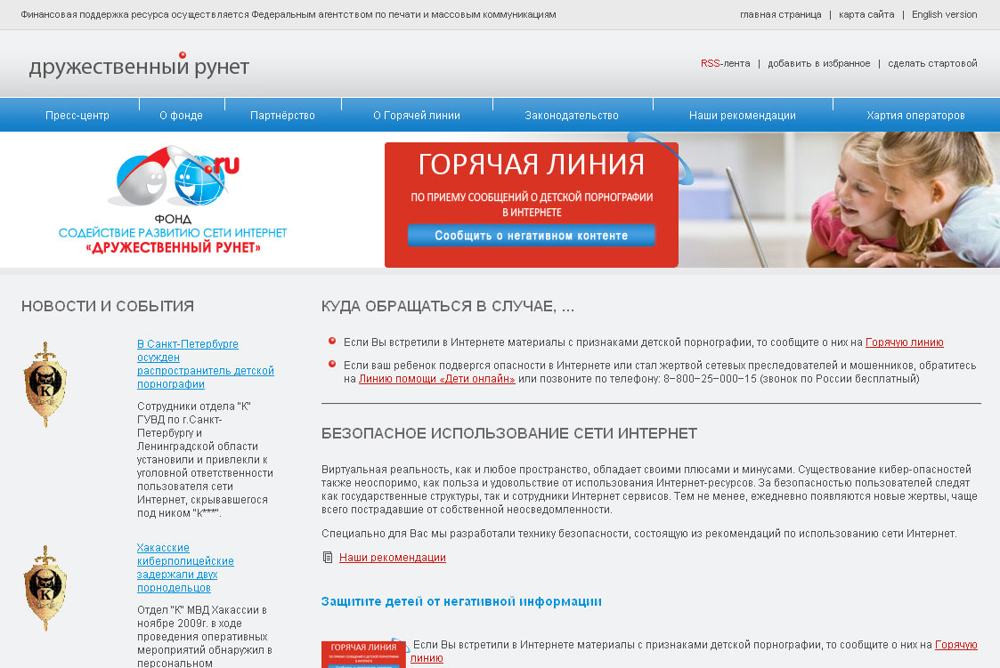 Финансовая поддержка ресурса осуществляется Федеральным агентством по печати и массовым коммуникациям
главная страница | карта сайта | English version
дружественный рунет
RSS-лента | добавить в избранное | сделать стартовой
Пресс-центр
О фонде
Партнёрство
О Горячей линии
Законодательство
Наши рекомендации
Хартия операторов
.ru
ФОНД
СОДЕЙСТВИЕ РАЗВИТИЮ СЕТИ ИНТЕРНЕТ
«ДРУЖЕСТВЕННЫЙ РУНЕТ»
ГОРЯЧАЯ ЛИНИЯ
ПО ПРИЕМУ СООБЩЕНИЙ О ДЕТСКОЙ ПОРНОГРАФИИ
В ИНТЕРНЕТЕ
Сообщить о негативном контенте
НОВОСТИ И СОБЫТИЯ
К
В Санкт-Петербурге
осужден
распространитель детской
порнографии
Сотрудники отдела "К"
ГУВД по г.Санкт-
Петербургу и
Ленинградской области
установили и привлекли к
уголовной ответственности
пользователя сети
Интернет, скрывавшегося
под ником "k***".
К
Хакасские
киберполицейские
задержали двух
порнодельцов
Отдел "К" МВД Хакассии в
ноябре 2009г. в ходе
проведения оперативных
мероприятий обнаружил в
персональном
КУДА ОБРАЩАТЬСЯ В СЛУЧАЕ, ...
Если Вы встретили в Интернете материалы с признаками детской порнографии, то сообщите о них на Горячую линию
Если ваш ребенок подвергся опасности в Интернете или стал жертвой сетевых преследователей и мошенников, обратитесь
на Линию помощи «Дети онлайн» или позвоните по телефону: 8-800-25-000-15 (звонок по России бесплатный)
БЕЗОПАСНОЕ ИСПОЛЬЗОВАНИЕ СЕТИ ИНТЕРНЕТ
Виртуальная реальность, как и любое пространство, обладает своими плюсами и минусами. Существование кибер-опасностей
также неоспоримо, как польза и удовольствие от использования Интернет-ресурсов. За безопасностью пользователей следят
как государственные структуры, так и сотрудники Интернет сервисов. Тем не менее, ежедневно появляются новые жертвы, чаще
всего пострадавшие от собственной неосведомленности.
Специально для Вас мы разработали технику безопасности, состоящую из рекомендаций по использованию сети Интернет.
Наши рекомендации
Защитите детей от негативной информации
ГОРЯЧАЯ ЛИНИЯ
ПО ПРИЕМУ СООБЩЕНИЙ О ДЕТСКОЙ ПОРНОГРАФИИ
В ИНТЕРНЕТЕ
Если Вы встретили в Интернете материалы с признаками детской порнографии, то сообщите о них на Горячую
линию